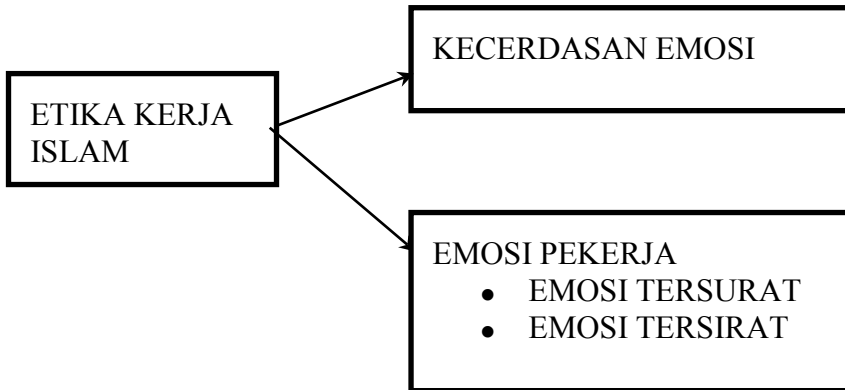 ETIKA KERJA
ISLAM
KECERDASAN EMOSI
EMOSI PEKERJA
● EMOSI TERSURAT
● EMOSI TERSIRAT